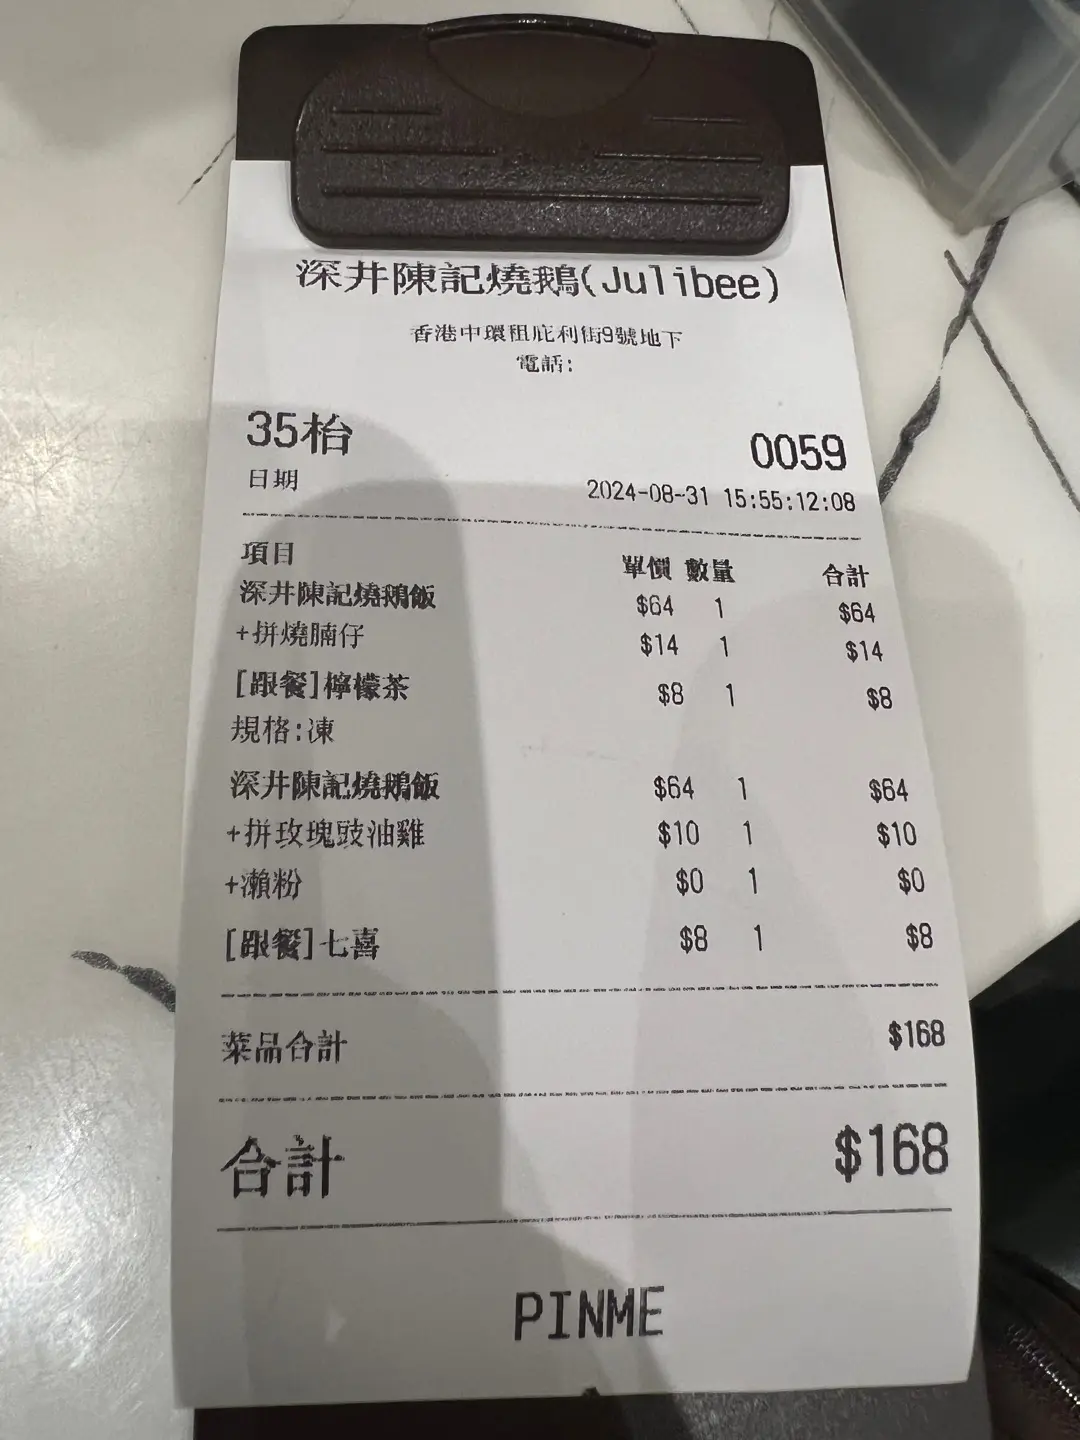 深井陳記燒鵝(Julibee)
香港中環租庇利街9號地下
電話:
35枱 0059
日期 2024-08-31 15:55:12:08
項目 單價 數量 合計
深井陳記燒鵝飯 $64 1 $64
+拼燒腩仔 $14 1 $14
[跟餐]檸檬茶 $8 1 $8
規格:凍
深井陳記燒鵝飯 $64 1 $64
+拼玫瑰豉油雞 $10 1 $10
+瀨粉 $0 1 $0
[跟餐]七喜 $8 1 $8
菜品合計 $168
合計 $168
PINME